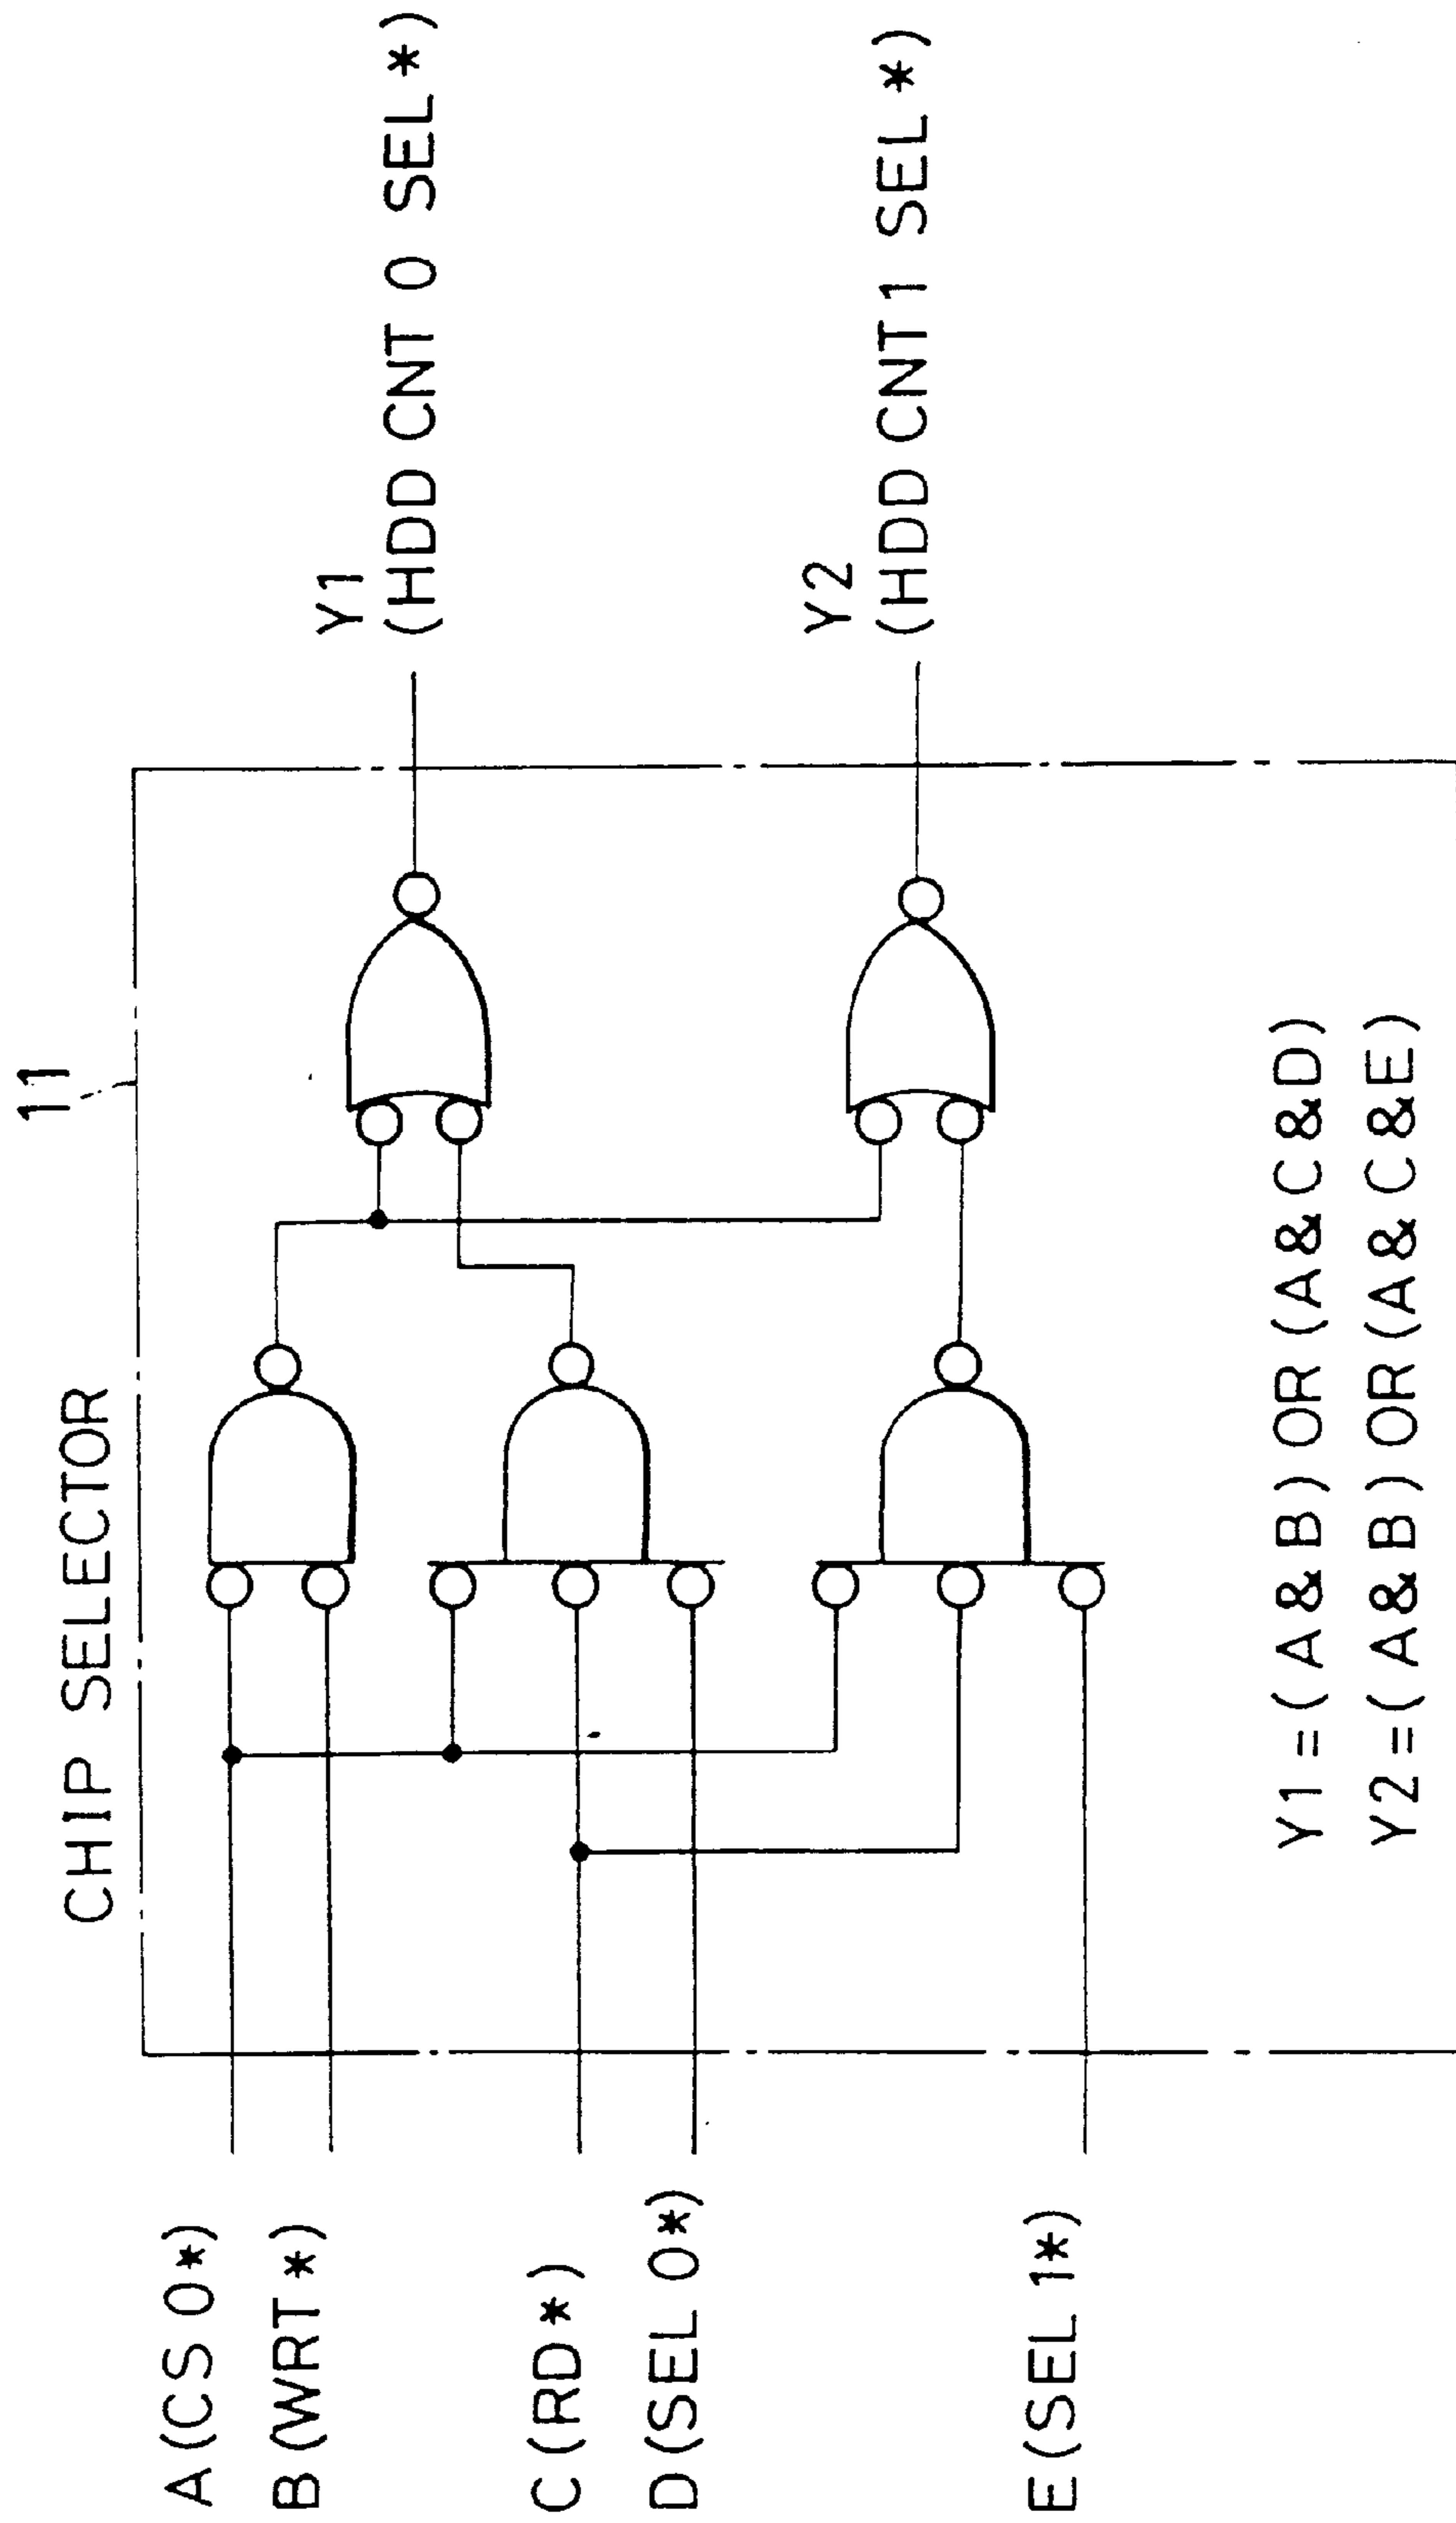 11
CHIP SELECTOR
A (CS 0*)
B (WRT *)
C (RD*)
D (SEL 0*)
E (SEL 1*)
Y1
(HDD CNT 0 SEL *)
Y2
(HDD CNT 1 SEL *)
Y1 = ( A & B ) OR ( A & C & D )
Y2 = ( A & B ) OR ( A & C & E )